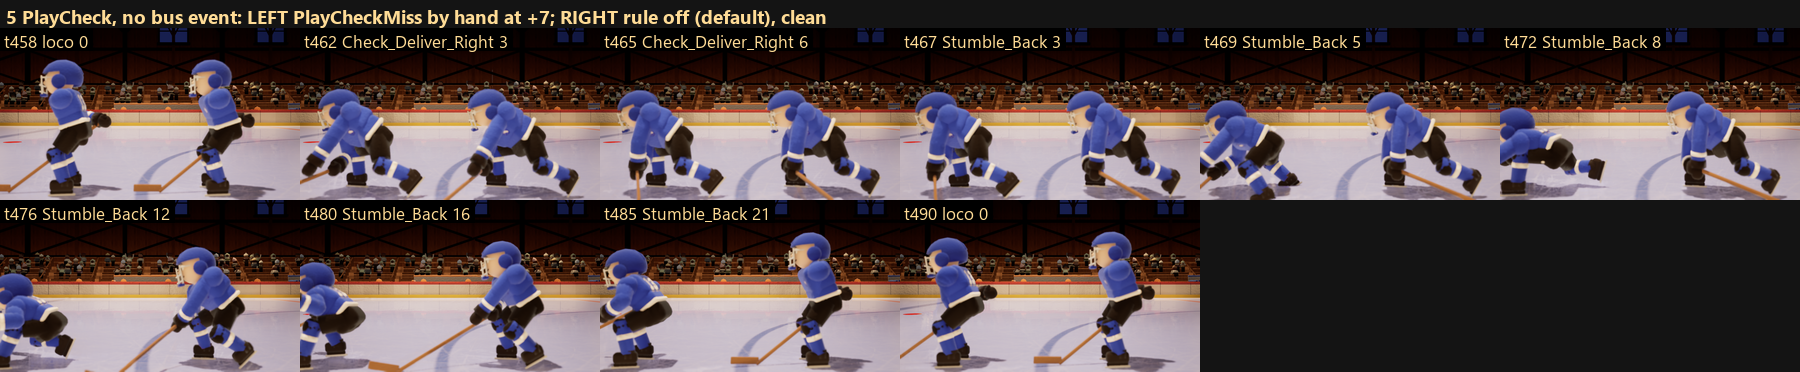 5 PlayCheck, no bus event: LEFT PlayCheckMiss by hand at +7; RIGHT rule off (default), clean
t458 loco 0
t462 Check_Deliver_Right 3
t465 Check_Deliver_Right 6
t467 Stumble_Back 3
t469 Stumble_Back 5
t472 Stumble_Back 8
t476 Stumble_Back 12
t480 Stumble_Back 16
t485 Stumble_Back 21
t490 loco 0